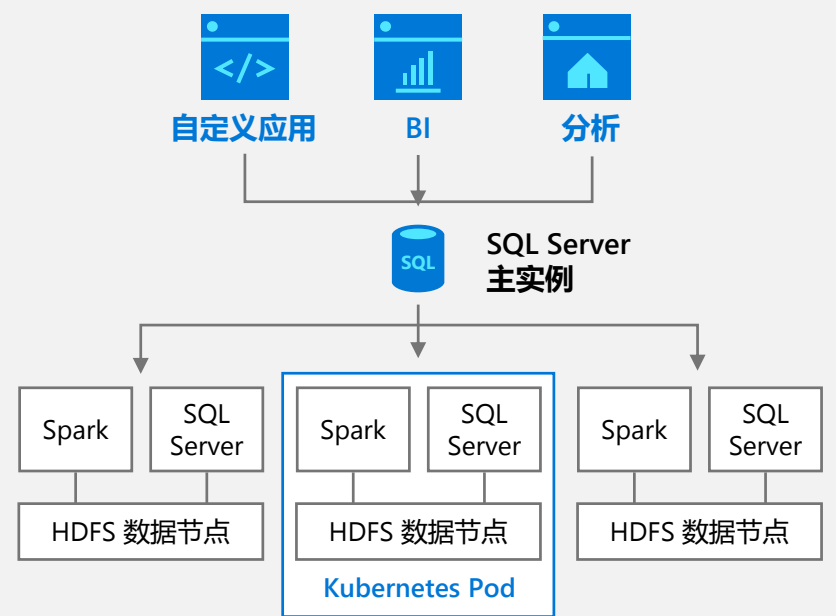 </>
自定义应用
BI
分析
SQL
SQL Server
主实例
Spark
SQL
Server
HDFS 数据节点
Spark
SQL
Server
HDFS 数据节点
Kubernetes Pod
Spark
SQL
Server
HDFS 数据节点